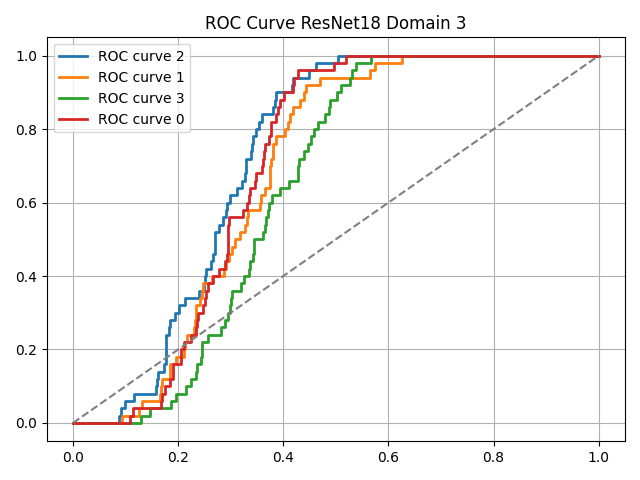 ROC Curve ResNet18 Domain 3
1.0
0.8
0.6
0.4
0.2
0.0
ROC curve 2
ROC curve 1
ROC curve 3
ROC curve 0
0.0 0.2 0.4 0.6 0.8 1.0